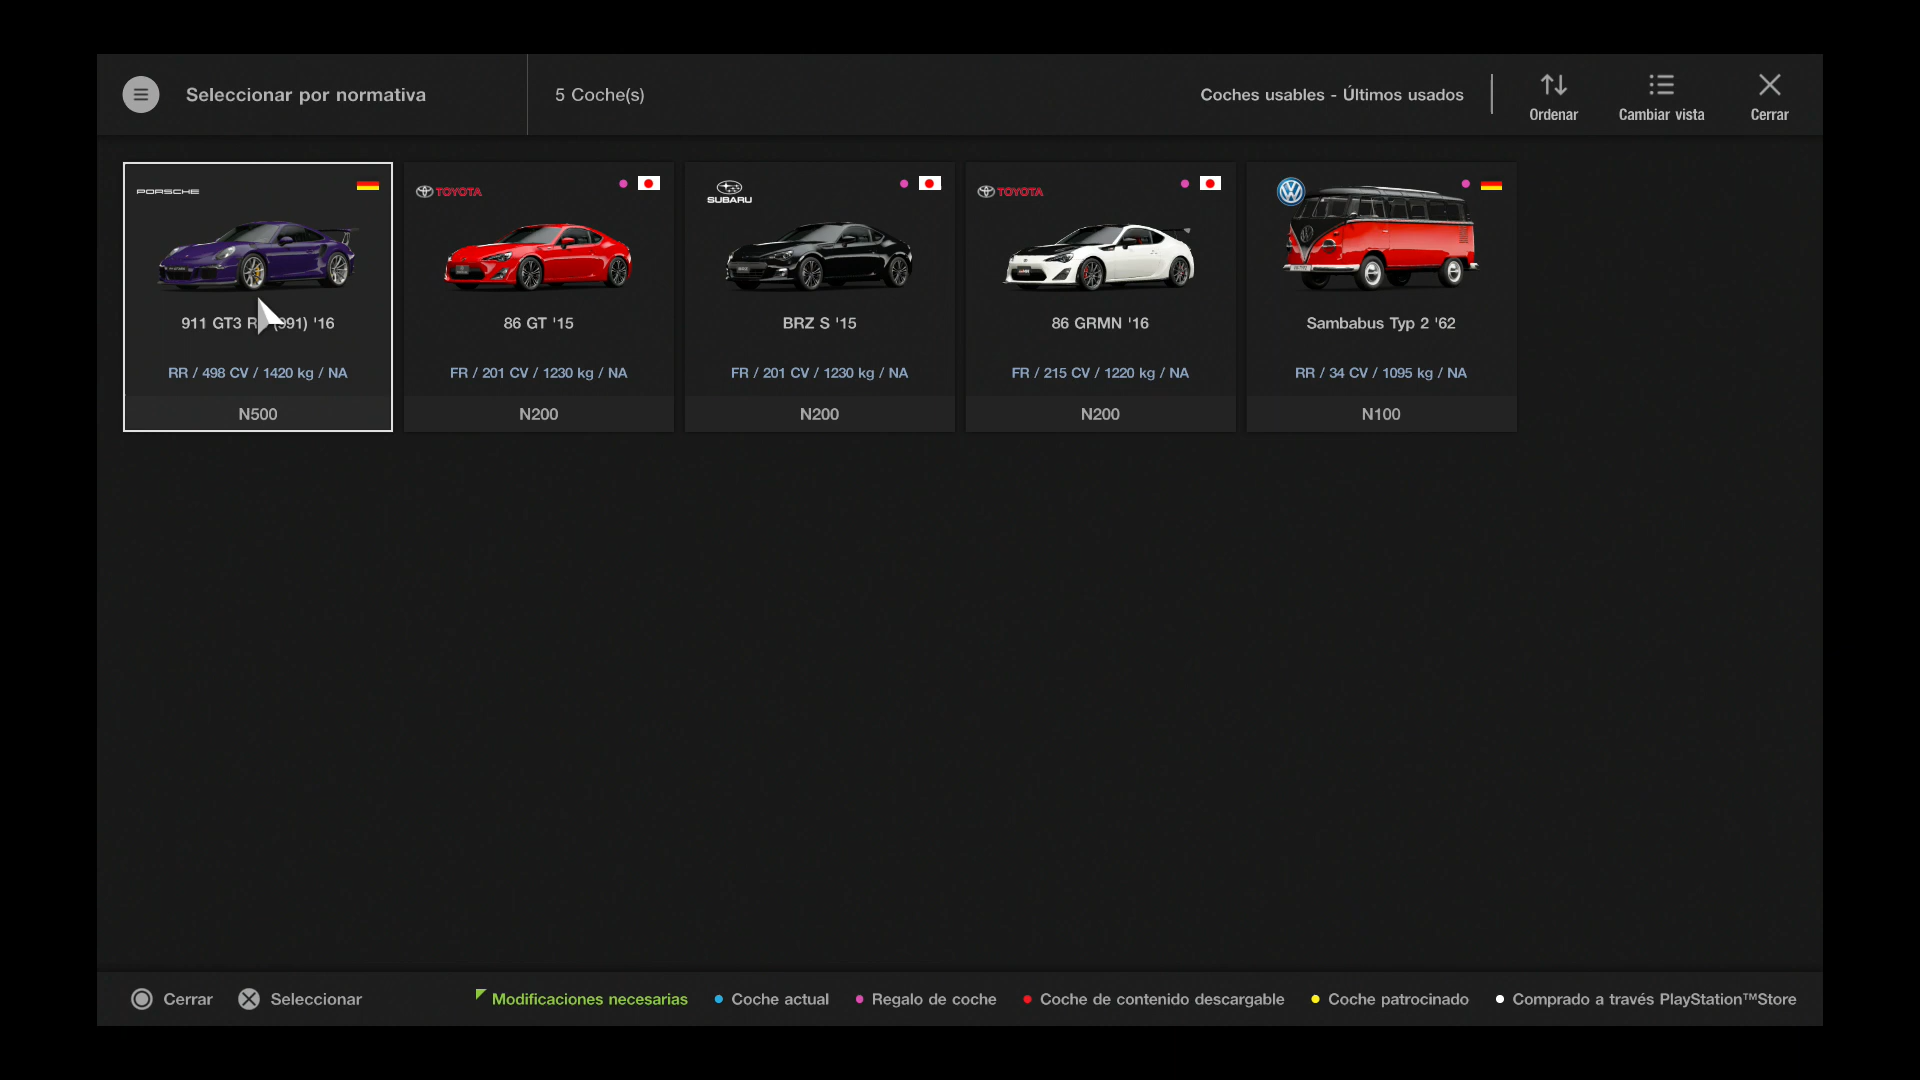 Seleccionar por normativa
5 Coche(s)
Coches usables - Últimos usados
Ordenar
Cambiar vista
Cerrar
PORSCHE
911 GT3 R (991) '16
RR / 498 CV / 1420 kg / NA
N500
TOYOTA
86 GT '15
FR / 201 CV / 1230 kg / NA
N200
SUBARU
BRZ S '15
FR / 201 CV / 1230 kg / NA
N200
TOYOTA
86 GRMN '16
FR / 215 CV / 1220 kg / NA
N200
Sambabus Typ 2 '62
RR / 34 CV / 1095 kg / NA
N100
Cerrar
Seleccionar
Modificaciones necesarias
Coche actual
Regalo de coche
Coche de contenido descargable
Coche patrocinado
Comprado a través PlayStation™Store